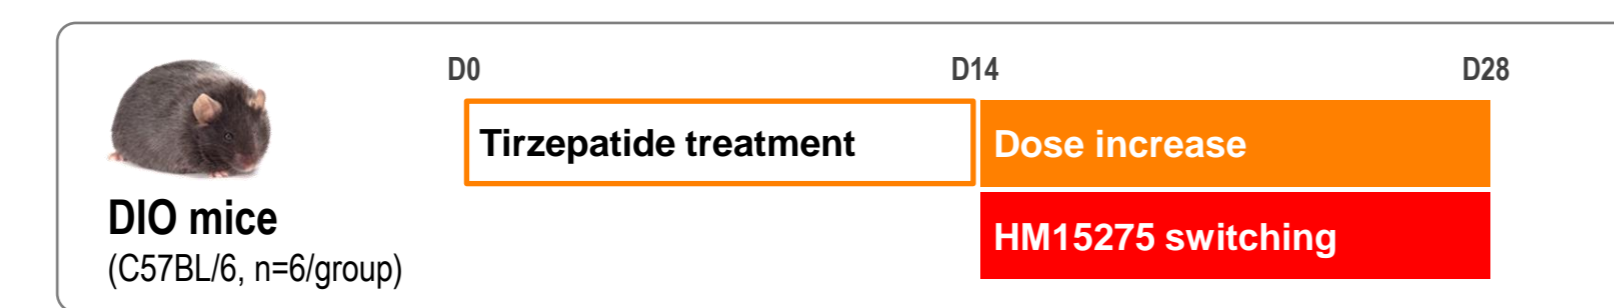 D0 D14 D28
Tirzepatide treatment Dose increase
HM15275 switching
DIO mice
(C57BL/6, n=6/group)